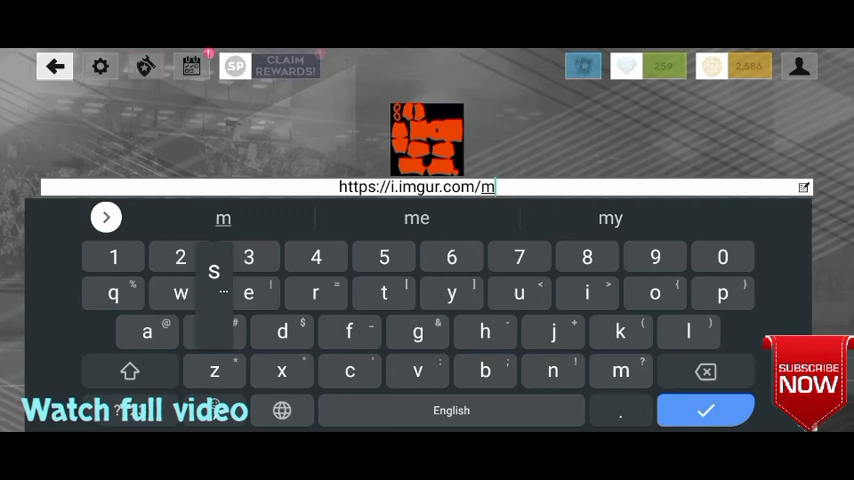 SP CLAIM REWARDS! 259 2,586
https://i.imgur.com/m
m me my
1 2 3 4 5 6 7 8 9 0
s
q % w e | r = t [ y ] u < i > o { p }
a @ # d $ f _ g & h - j + k ( l )
z * x " c ' v : b ; n ! m ?
English .
Watch full video
SUBSCRIBE
NOW